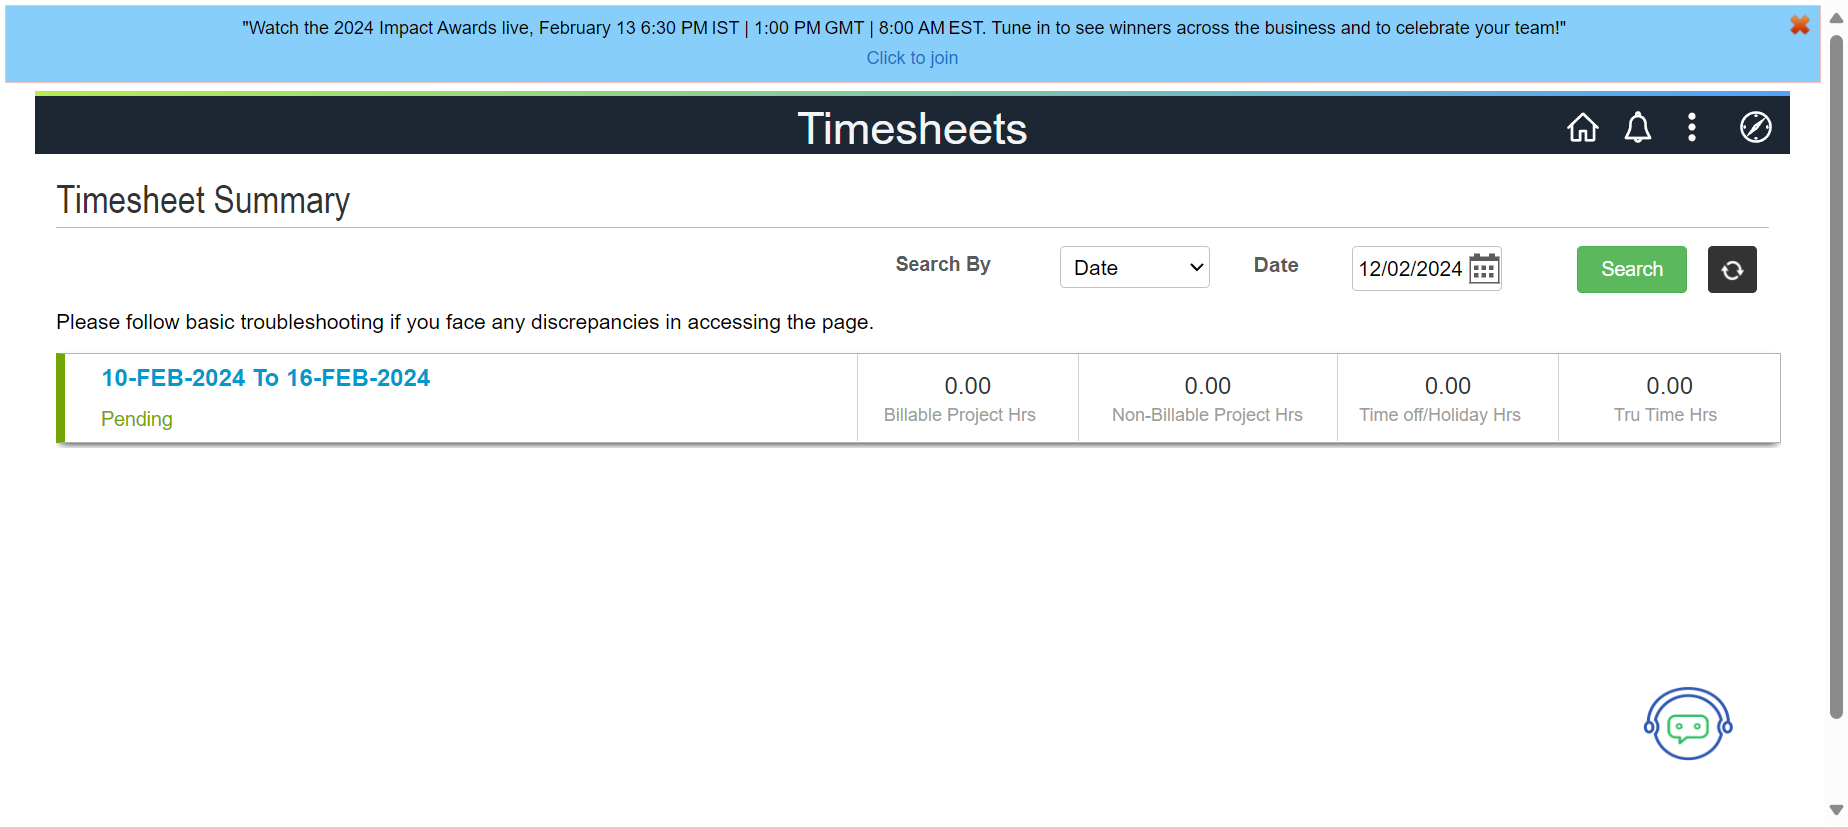 "Watch the 2024 Impact Awards live, February 13 6:30 PM IST | 1:00 PM GMT | 8:00 AM EST. Tune in to see winners across the business and to celebrate your team!"
Click to join
Timesheets
Timesheet Summary
Search By
Date
Date
12/02/2024
Search
Please follow basic troubleshooting if you face any discrepancies in accessing the page.
10-FEB-2024 To 16-FEB-2024
Pending
0.00
Billable Project Hrs
0.00
Non-Billable Project Hrs
0.00
Time off/Holiday Hrs
0.00
Tru Time Hrs